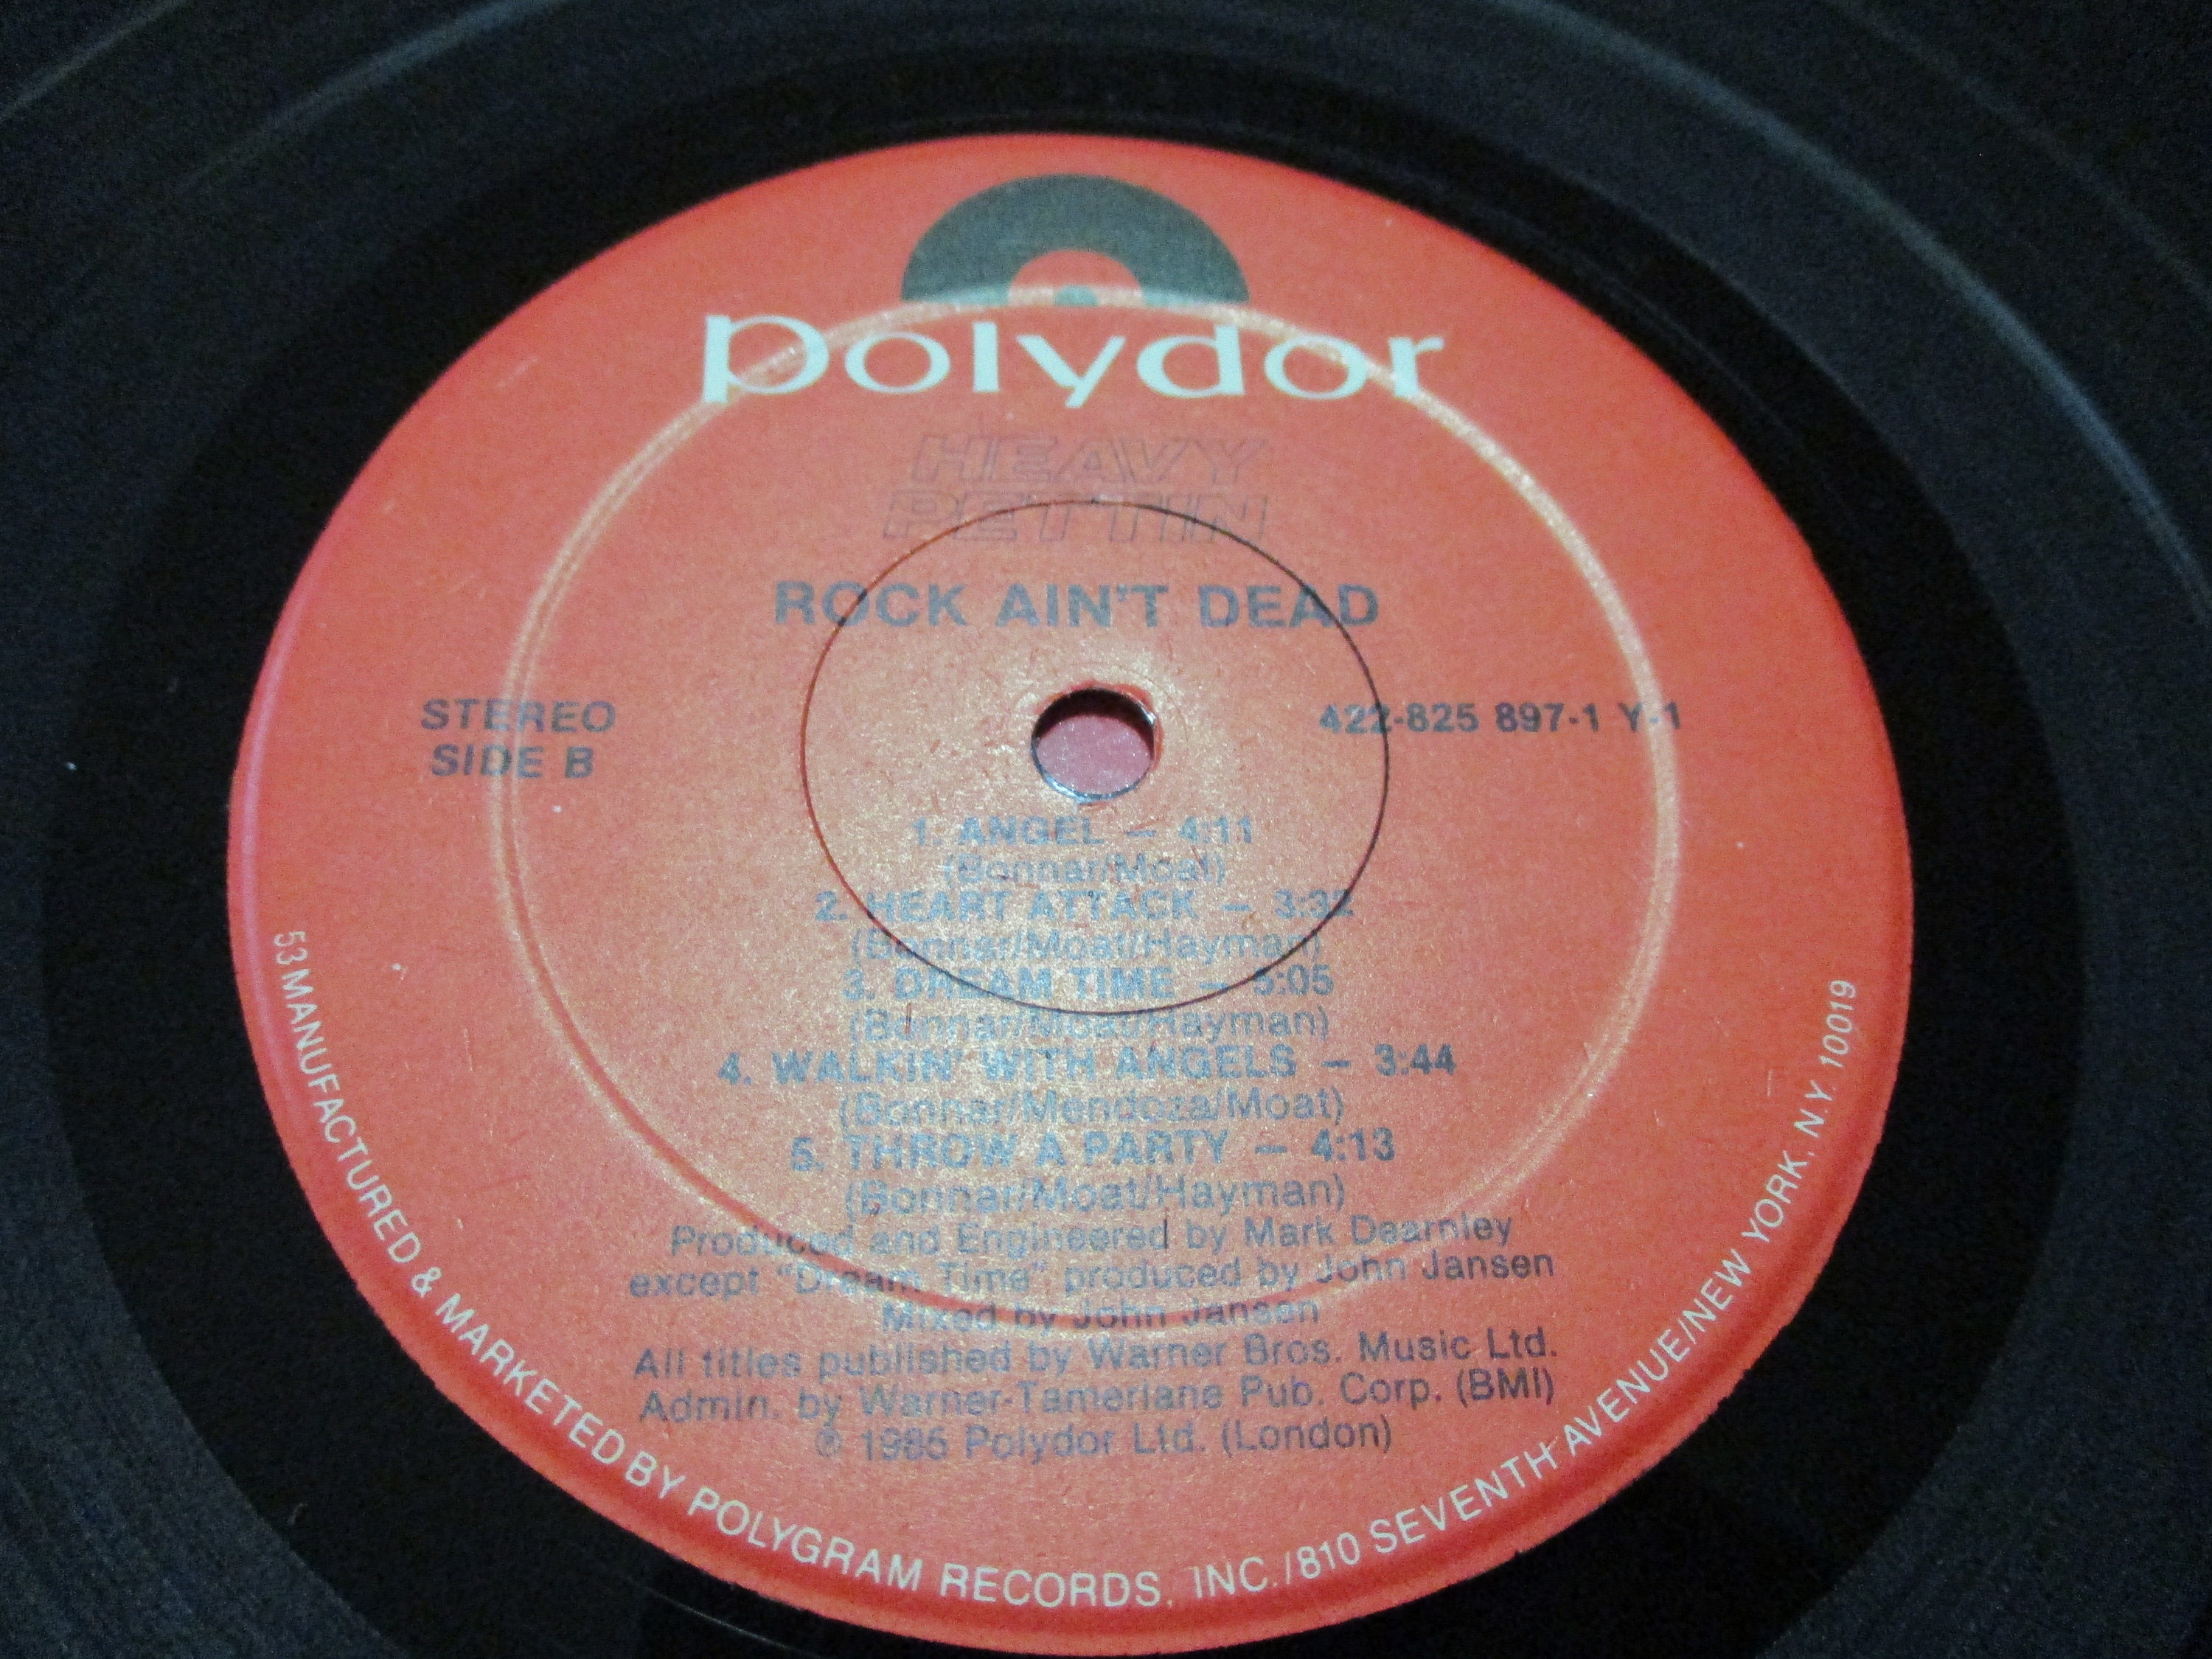 polydor
HEAVY
PETTIN
ROCK AIN'T DEAD
STEREO
SIDE B
422-825 897-1 Y-1
1. ANGEL — 4:11
(Bonnar/Moat)
2. HEART ATTACK — 3:32
(Bonnar/Moat/Hayman)
3. DREAM TIME — 5:05
(Bonnar/Moat/Hayman)
4. WALKIN' WITH ANGELS — 3:44
(Bonnar/Mendoza/Moat)
5. THROW A PARTY — 4:13
(Bonnar/Moat/Hayman)
Produced and Engineered by Mark Dearnley
except "Dream Time" produced by John Jansen
Mixed by John Jansen
All titles published by Warner Bros. Music Ltd.
Admin. by Warner-Tamerlane Pub. Corp. (BMI)
℗ 1985 Polydor Ltd. (London)
53 MANUFACTURED & MARKETED BY POLYGRAM RECORDS, INC./810 SEVENTH AVENUE/NEW YORK, N.Y. 10019